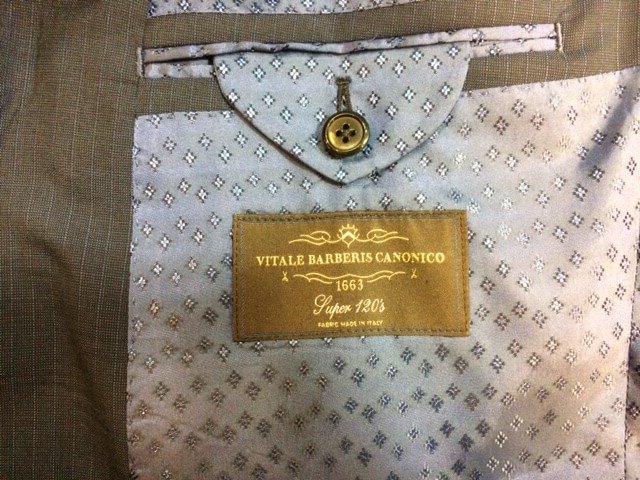 VITALE BARBERIS CANONICO
1663
Super 120's
FABRIC MADE IN ITALY